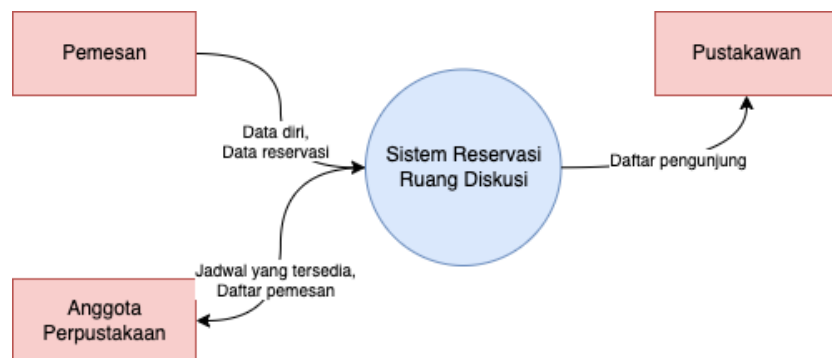 Pemesan
Pustakawan
Data diri,
Data reservasi
Sistem Reservasi
Ruang Diskusi
Daftar pengunjung
Jadwal yang tersedia,
Daftar pemesan
Anggota
Perpustakaan